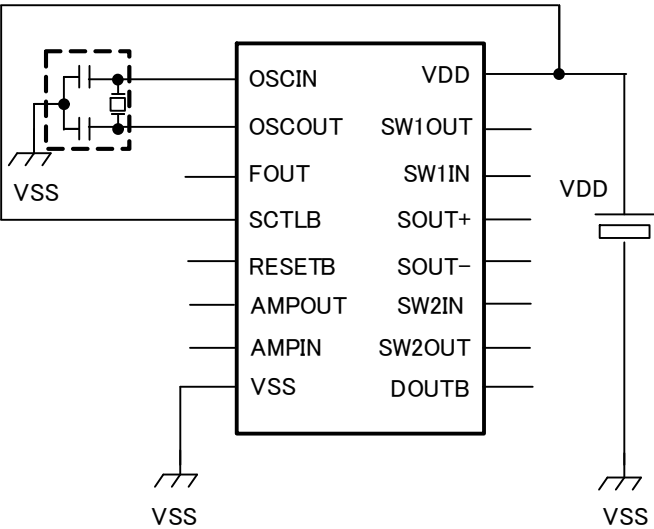 OSCIN
OSCOUT
FOUT
SCTLB
RESETB
AMPOUT
AMPIN
VSS
VDD
SW1OUT
SW1IN
SOUT+
SOUT−
SW2IN
SW2OUT
DOUTB
VSS
VDD
VSS
VSS